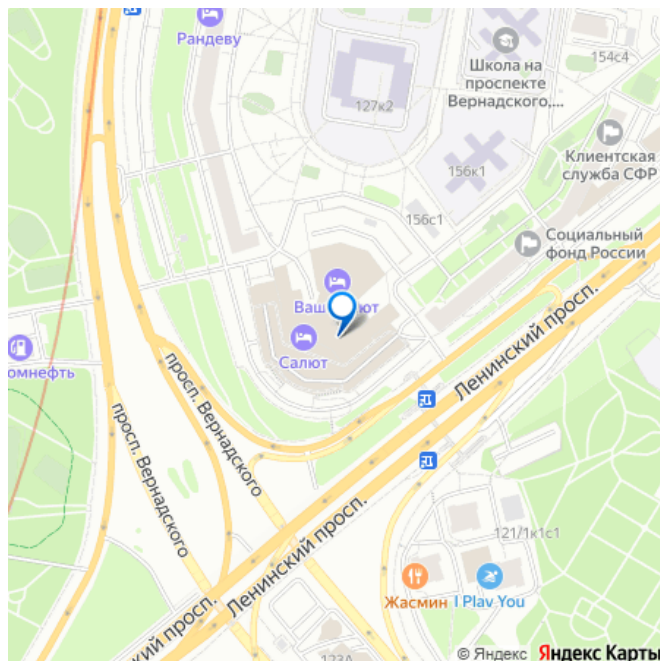 Рандеву
154с4
Школа на
проспекте
Вернадского,...
127к2
Клиентская
служба СФР
156к1
156с1
Социальный
фонд России
Ленинский просп.
Салют
омнефть
просп. Вернадского
просп. Вернадского
Ленинский просп.
ский просп.
121/1к1с1
Жасмин
I Play You
123А
© Яндекс Яндекс Карты